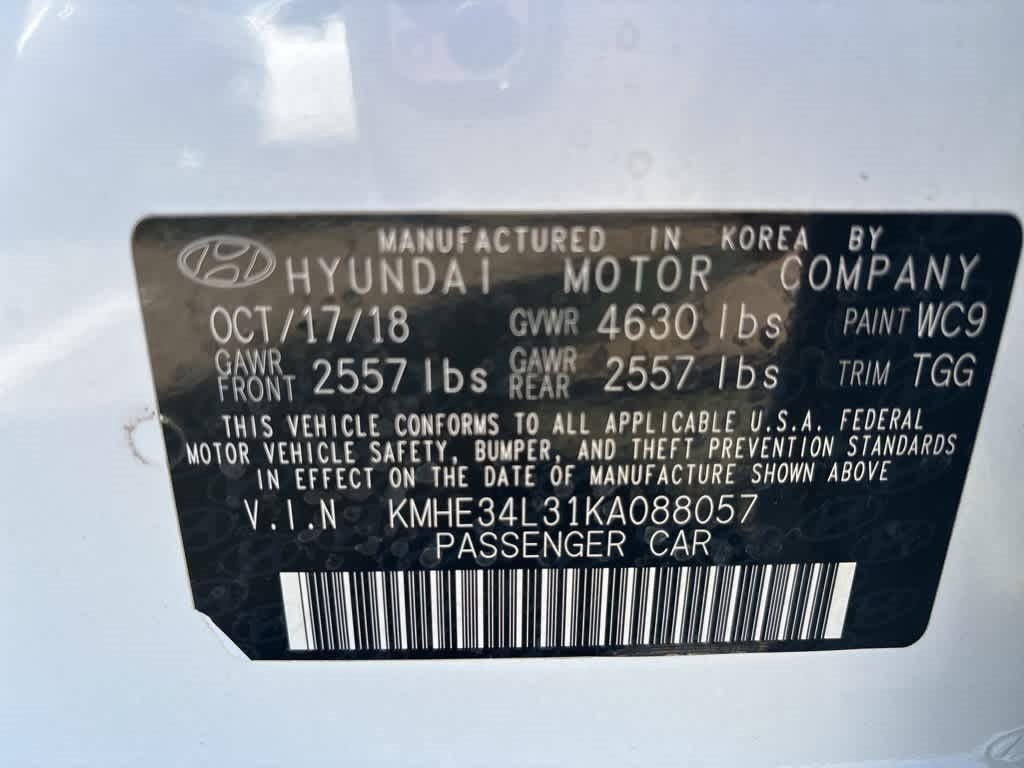 MANUFACTURED IN KOREA BY
HYUNDAI MOTOR COMPANY
OCT/17/18 GVWR 4630 lbs PAINT WC9
GAWR FRONT 2557 lbs GAWR REAR 2557 lbs TRIM TGG
THIS VEHICLE CONFORMS TO ALL APPLICABLE U.S.A. FEDERAL
MOTOR VEHICLE SAFETY, BUMPER, AND THEFT PREVENTION STANDARDS
IN EFFECT ON THE DATE OF MANUFACTURE SHOWN ABOVE
V.I.N KMHE34L31KA088057
PASSENGER CAR